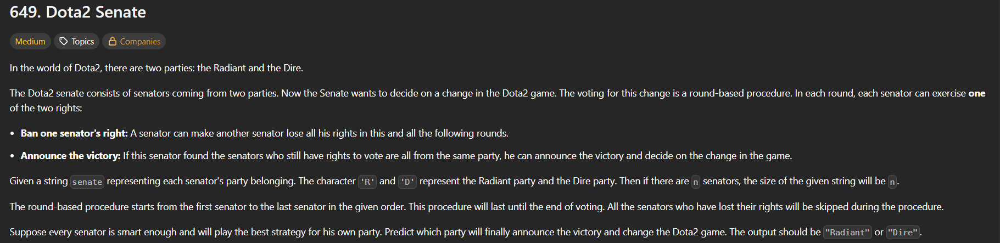 649. Dota2 Senate
Medium Topics Companies
In the world of Dota2, there are two parties: the Radiant and the Dire.
The Dota2 senate consists of senators coming from two parties. Now the Senate wants to decide on a change in the Dota2 game. The voting for this change is a round-based procedure. In each round, each senator can exercise one
of the two rights:
• Ban one senator's right: A senator can make another senator lose all his rights in this and all the following rounds.
• Announce the victory: If this senator found the senators who still have rights to vote are all from the same party, he can announce the victory and decide on the change in the game.
Given a string senate representing each senator's party belonging. The character 'R' and 'D' represent the Radiant party and the Dire party. Then if there are n senators, the size of the given string will be n.
The round-based procedure starts from the first senator to the last senator in the given order. This procedure will last until the end of voting. All the senators who have lost their rights will be skipped during the procedure.
Suppose every senator is smart enough and will play the best strategy for his own party. Predict which party will finally announce the victory and change the Dota2 game. The output should be "Radiant" or "Dire".